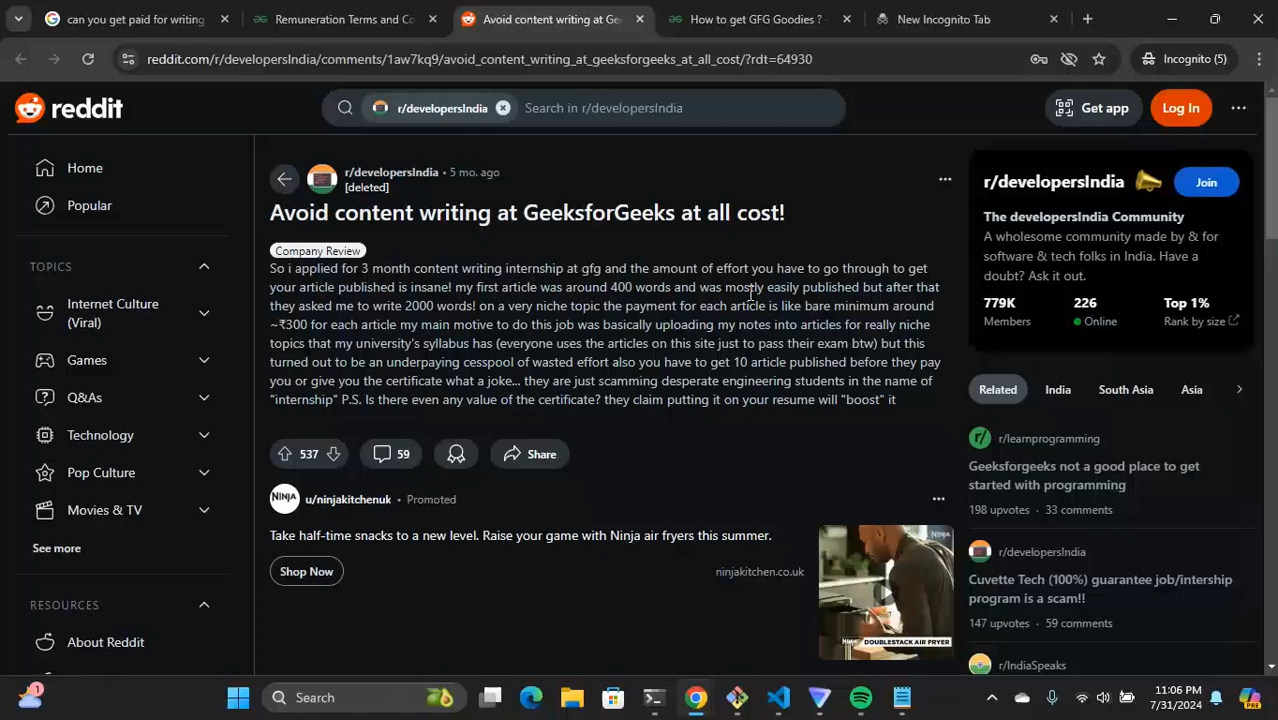 can you get paid for writing
Remuneration Terms and Co
Avoid content writing at Gee
How to get GFG Goodies ? -
New Incognito Tab
reddit.com/r/developersIndia/comments/1aw7kq9/avoid_content_writing_at_geeksforgeeks_at_all_cost/?rdt=64930
Incognito (5)
reddit
r/developersIndia
Search in r/developersIndia
Get app
Log In
Home
Popular
TOPICS
Internet Culture
(Viral)
Games
Q&As
Technology
Pop Culture
Movies & TV
See more
RESOURCES
About Reddit
r/developersIndia • 5 mo. ago
[deleted]
Avoid content writing at GeeksforGeeks at all cost!
Company Review
So i applied for 3 month content writing internship at gfg and the amount of effort you have to go through to get
your article published is insane! my first article was around 400 words and was mostly easily published but after that
they asked me to write 2000 words! on a very niche topic the payment for each article is like bare minimum around
~₹300 for each article my main motive to do this job was basically uploading my notes into articles for really niche
topics that my university's syllabus has (everyone uses the articles on this site just to pass their exam btw) but this
turned out to be an underpaying cesspool of wasted effort also you have to get 10 article published before they pay
you or give you the certificate what a joke... they are just scamming desperate engineering students in the name of
"internship" P.S. Is there even any value of the certificate? they claim putting it on your resume will "boost" it
537
59
Share
NINJA
u/ninjakitchenuk • Promoted
Take half-time snacks to a new level. Raise your game with Ninja air fryers this summer.
Shop Now
ninjakitchen.co.uk
NINJA
DOUBLESTACK AIR FRYER
r/developersIndia
Join
The developersIndia Community
A wholesome community made by & for
software & tech folks in India. Have a
doubt? Ask it out.
779K
226
Top 1%
Members
Online
Rank by size
Related
India
South Asia
Asia
r/
r/learnprogramming
Geeksforgeeks not a good place to get
started with programming
198 upvotes · 33 comments
r/developersIndia
Cuvette Tech (100%) guarantee job/intership
program is a scam!!
147 upvotes · 59 comments
r/IndiaSpeaks
1
Search
PRE
11:06 PM
7/31/2024